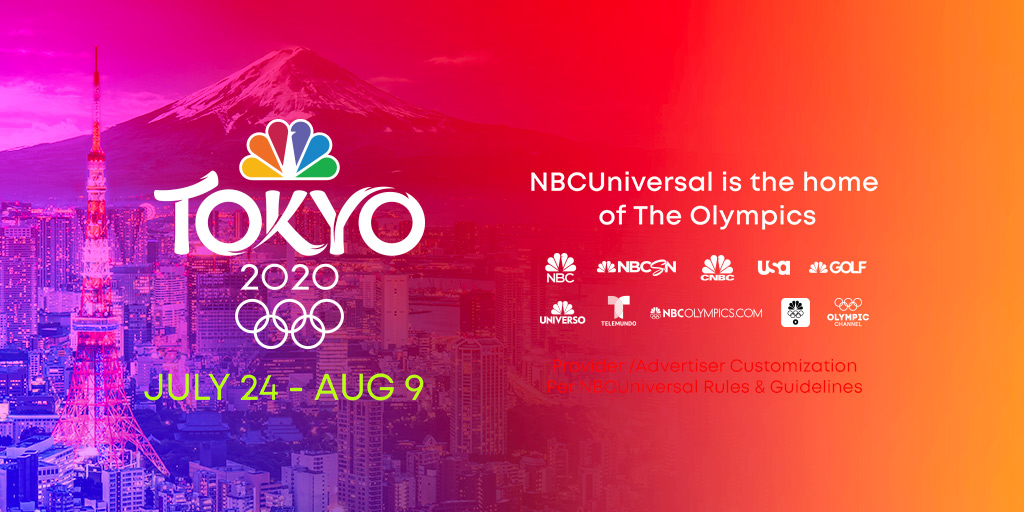 TOKYO
2020
JULY 24 - AUG 9
NBCUniversal is the home
of The Olympics
NBC
NBCSN
CNBC
USA
GOLF
UNIVERSO
TELEMUNDO
NBCOLYMPICS.COM
OLYMPIC
CHANNEL
Provider /Advertiser Customization
Per NBCUniversal Rules & Guidelines